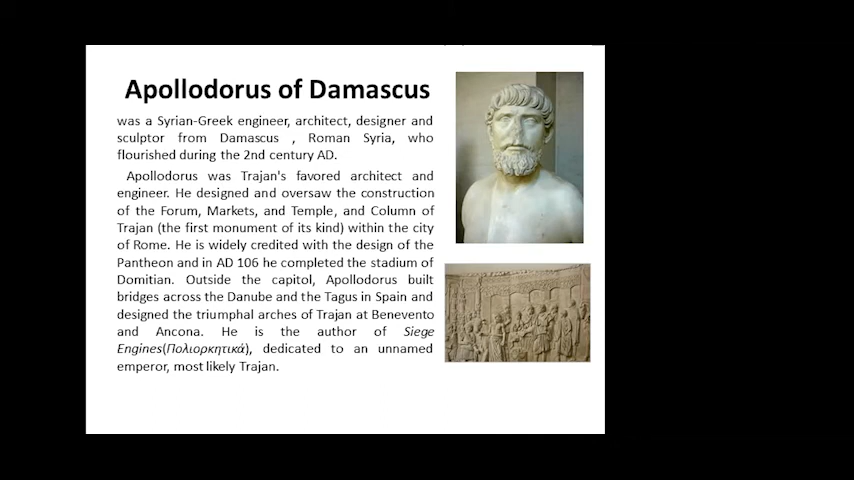 Apollodorus of Damascus
was a Syrian-Greek engineer, architect, designer and
sculptor from Damascus , Roman Syria, who
flourished during the 2nd century AD.
Apollodorus was Trajan's favored architect and
engineer. He designed and oversaw the construction
of the Forum, Markets, and Temple, and Column of
Trajan (the first monument of its kind) within the city
of Rome. He is widely credited with the design of the
Pantheon and in AD 106 he completed the stadium of
Domitian. Outside the capitol, Apollodorus built
bridges across the Danube and the Tagus in Spain and
designed the triumphal arches of Trajan at Benevento
and Ancona. He is the author of Siege
Engines(Πολιορκητικά), dedicated to an unnamed
emperor, most likely Trajan.